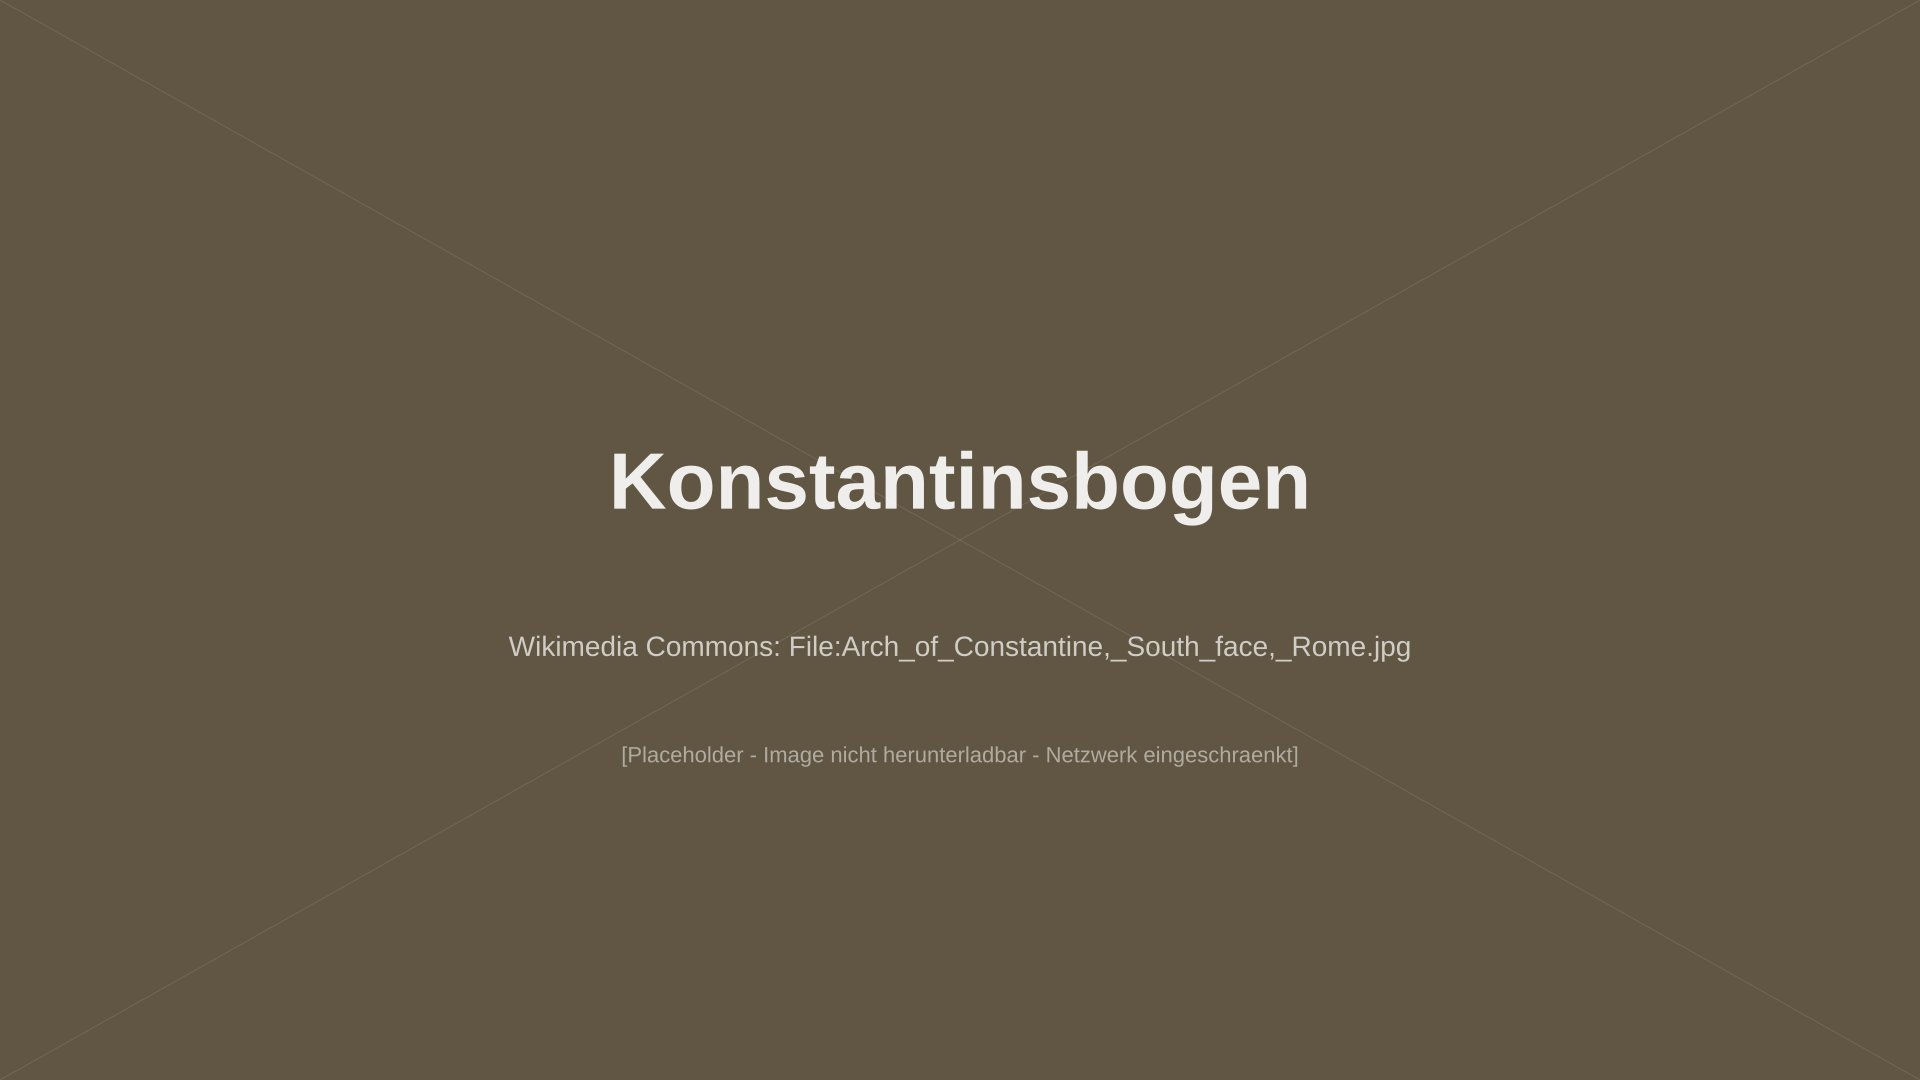 Konstantinsbogen
Wikimedia Commons: File:Arch_of_Constantine,_South_face,_Rome.jpg
[Placeholder - Image nicht herunterladbar - Netzwerk eingeschraenkt]